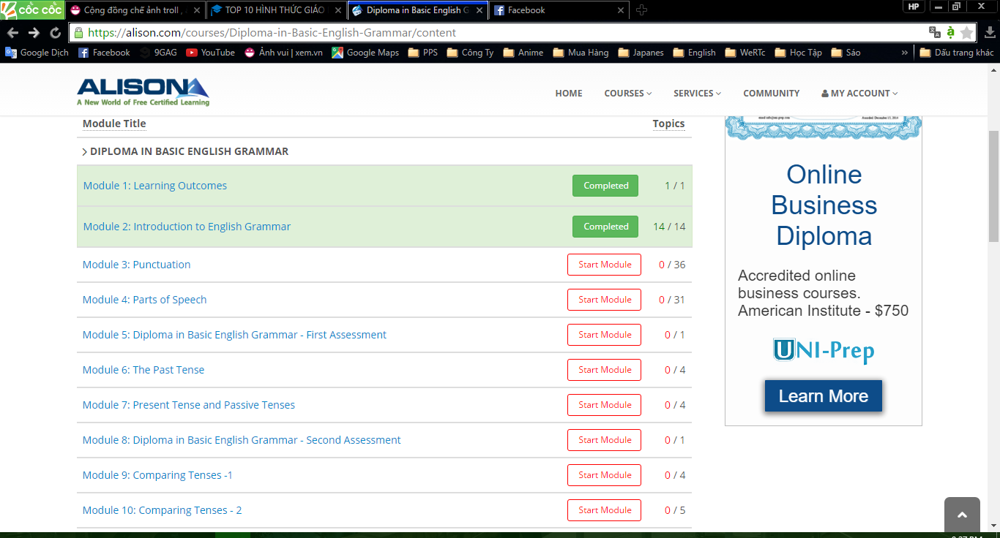 CỐC CỐC
Cộng đồng chế ảnh troll ,
TOP 10 HÌNH THỨC GIÁO
Diploma in Basic English G
Facebook
HP
https://alison.com/courses/Diploma-in-Basic-English-Grammar/content
Google Dịch
Facebook
9GAG
YouTube
Ảnh vui | xem.vn
Google Maps
PPS
Công Ty
Anime
Mua Hàng
Japanes
English
WeRTc
Học Tập
Sáo
»
Dấu trang khác
ALISON
A New World of Free Certified Learning
HOME
COURSES
SERVICES
COMMUNITY
MY ACCOUNT
Module Title
Topics
DIPLOMA IN BASIC ENGLISH GRAMMAR
Module 1: Learning Outcomes Completed 1 / 1
Module 2: Introduction to English Grammar Completed 14 / 14
Module 3: Punctuation Start Module 0 / 36
Module 4: Parts of Speech Start Module 0 / 31
Module 5: Diploma in Basic English Grammar - First Assessment Start Module 0 / 1
Module 6: The Past Tense Start Module 0 / 4
Module 7: Present Tense and Passive Tenses Start Module 0 / 4
Module 8: Diploma in Basic English Grammar - Second Assessment Start Module 0 / 1
Module 9: Comparing Tenses -1 Start Module 0 / 4
Module 10: Comparing Tenses - 2 Start Module 0 / 5
Online
Business
Diploma
Accredited online
business courses.
American Institute - $750
UNI-Prep
Learn More